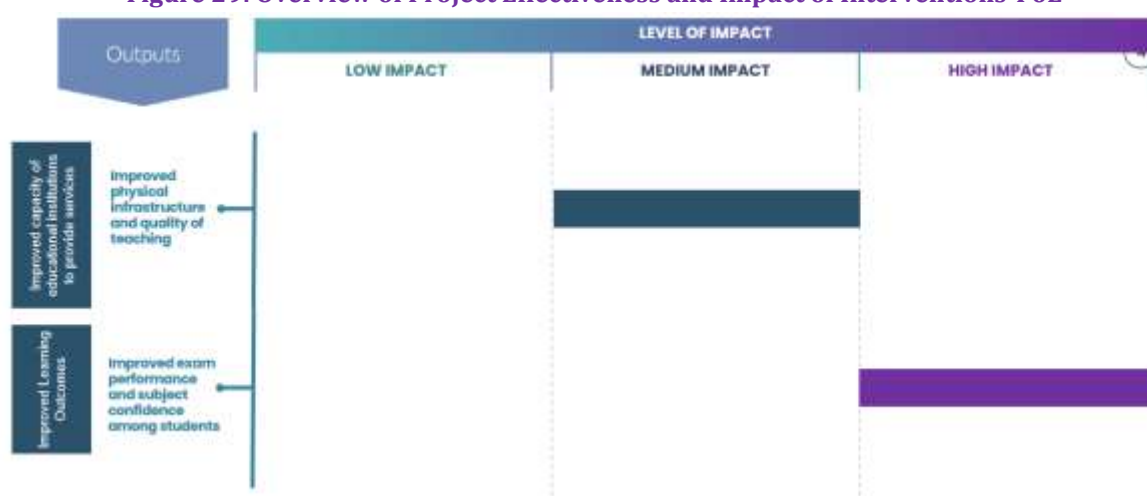 Figure 29: Overview of Project Effectiveness and Impact of Interventions-
Outputs
LEVEL OF IMPACT
LOW IMPACT
MEDIUM IMPACT
HIGH IMPACT
Improved capacity of
educational institutions
to provide services
Improved
physical
infrastructure
and quality of
teaching
Improved Learning
Outcomes
Improved exam
performance
and subject
confidence
among students